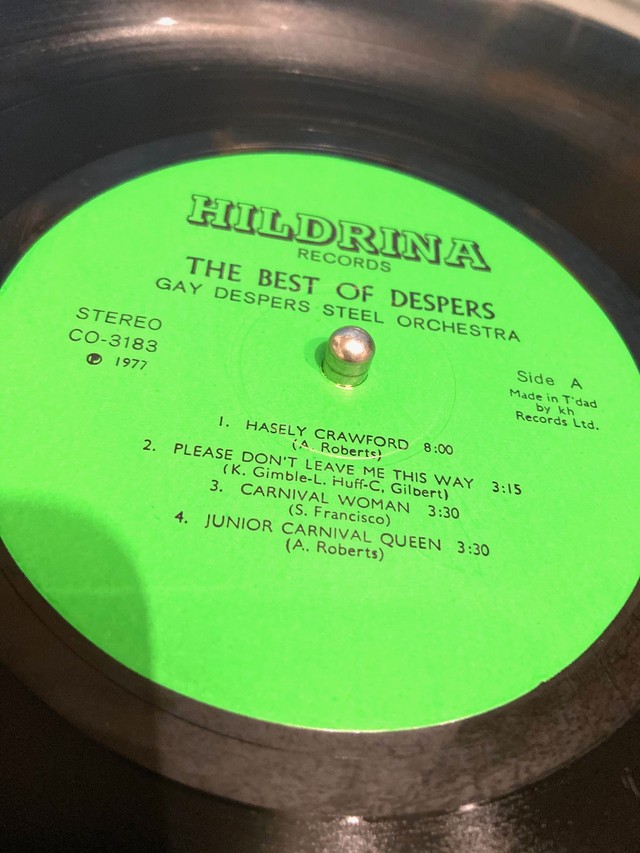 HILDRINA
RECORDS
THE BEST OF DESPERS
GAY DESPERS STEEL ORCHESTRA
STEREO
CO-3183
℗ 1977
Side A
Made in T'dad
by kh
Records Ltd.
1. HASELY CRAWFORD 8:00
(A. Roberts)
2. PLEASE DON'T LEAVE ME THIS WAY 3:15
(K. Gimble-L. Huff-C, Gilbert)
3. CARNIVAL WOMAN 3:30
(S. Francisco)
4. JUNIOR CARNIVAL QUEEN 3:30
(A. Roberts)